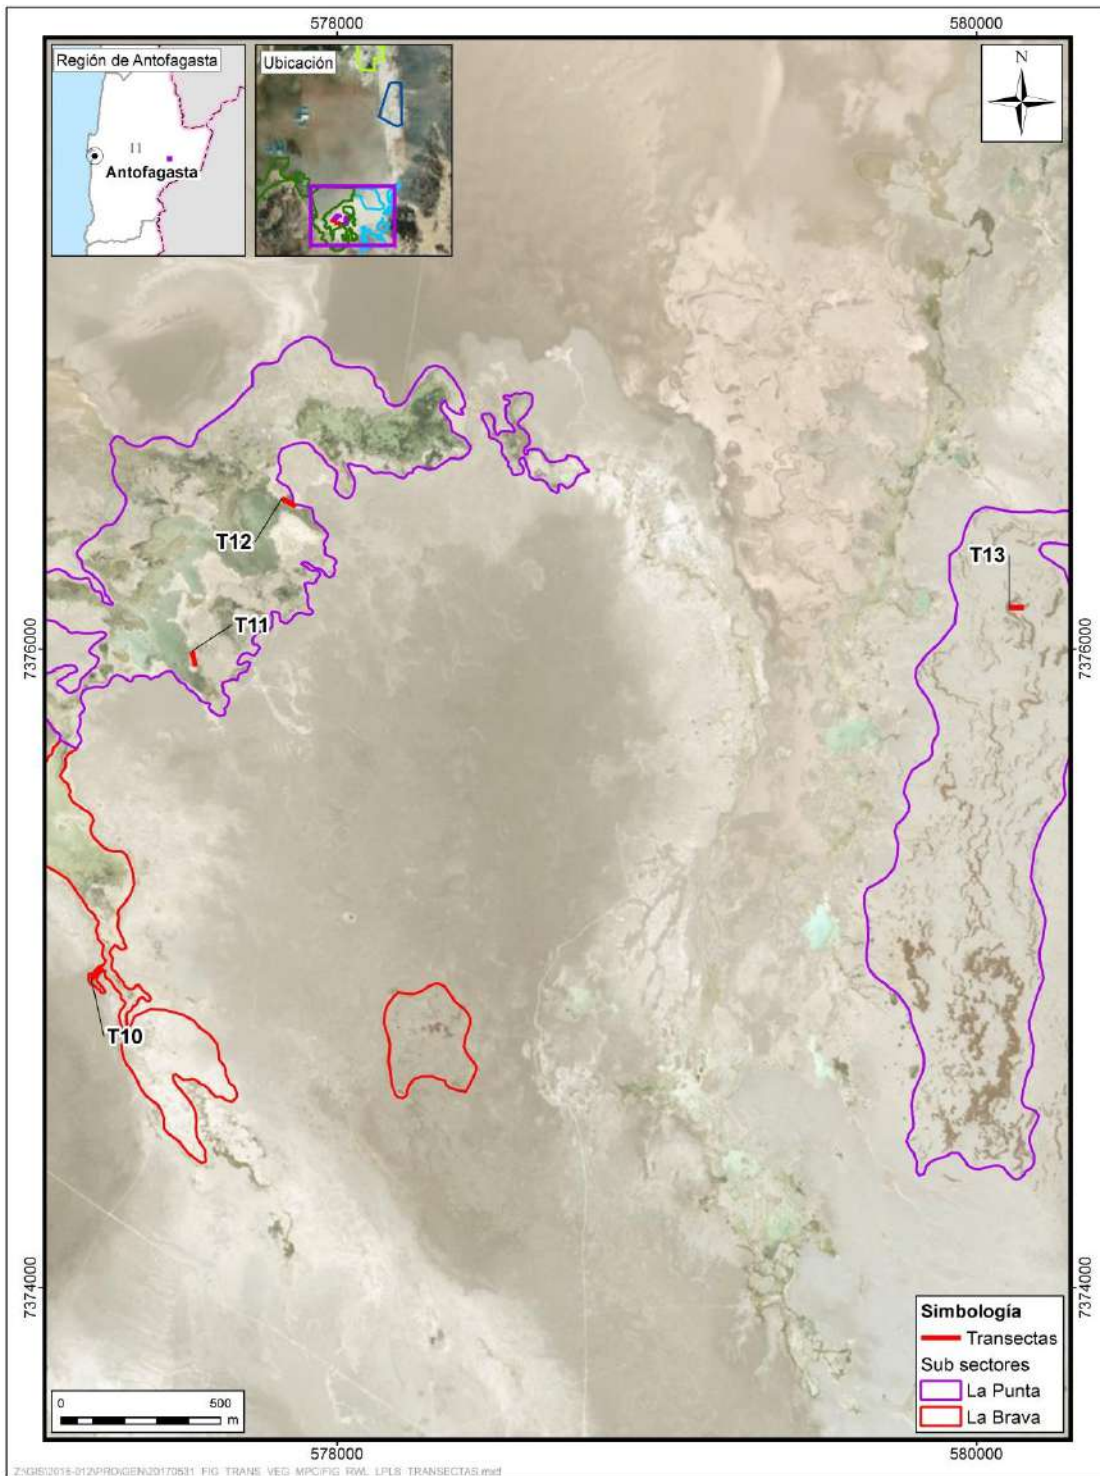 578000
580000
Región de Antofagasta
Ubicación
N
11
Antofagasta
T12
T13
T11
7376000
7376000
T10
7374000
7374000
Simbología
Transectas
Sub sectores
La Punta
La Brava
0
500
m
578000
580000